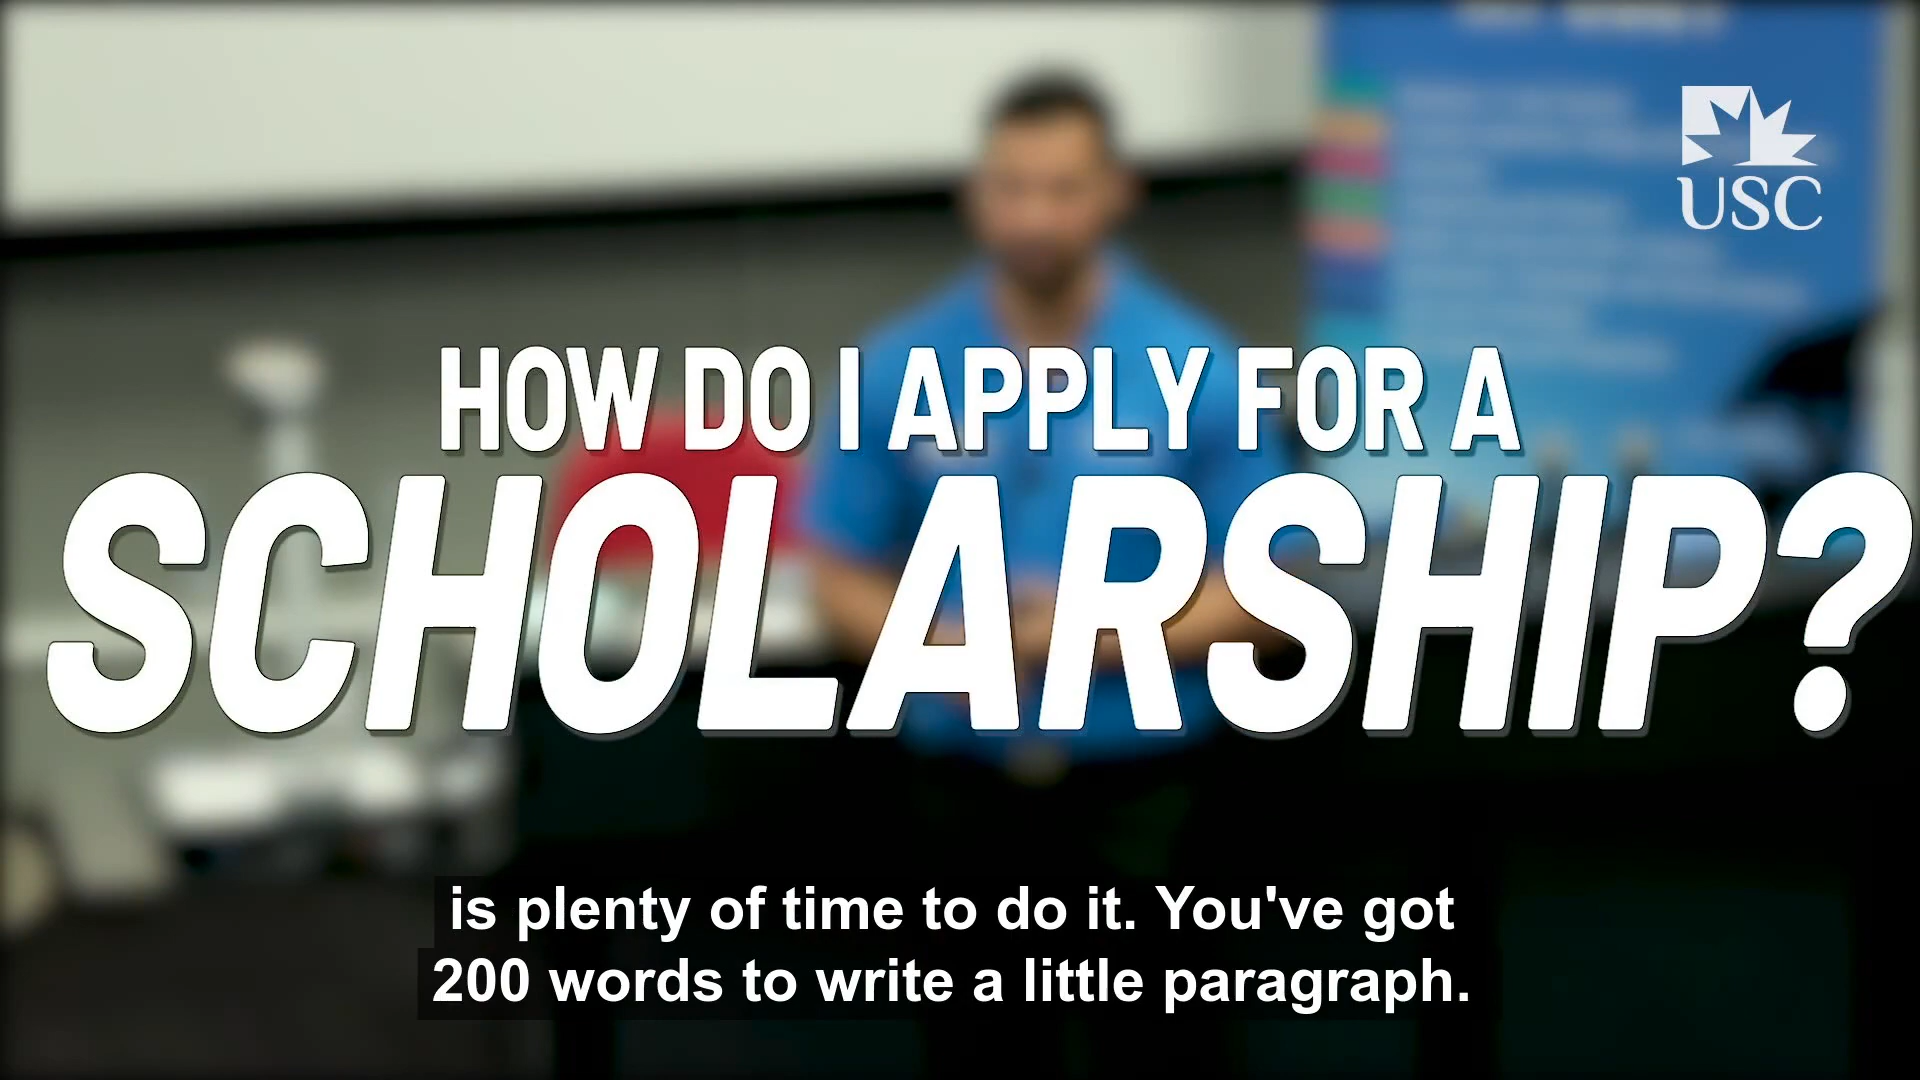 USC
HOW DO I APPLY FOR A
SCHOLARSHIP?
is plenty of time to do it. You've got
200 words to write a little paragraph.